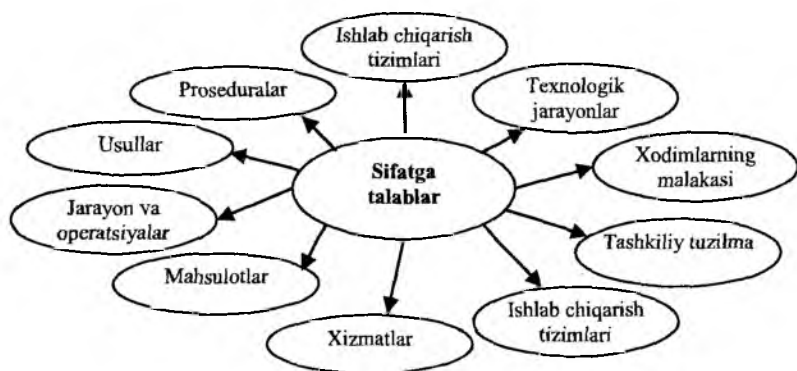 Ishlab chiqarish
tizimlari
Proseduralar
Texnologik
jarayonlar
Usullar
Sifatga
talablar
Xodimlarning
malakasi
Jarayon va
operatsiyalar
Tashkiliy tuzilma
Mahsulotlar
Xizmatlar
Ishlab chiqarish
tizimlari